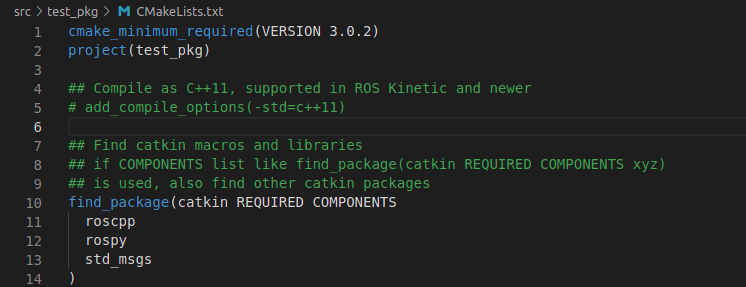 src > test_pkg > CMakeLists.txt
1 cmake_minimum_required(VERSION 3.0.2)
2 project(test_pkg)
3
4 ## Compile as C++11, supported in ROS Kinetic and newer
5 # add_compile_options(-std=c++11)
6
7 ## Find catkin macros and libraries
8 ## if COMPONENTS list like find_package(catkin REQUIRED COMPONENTS xyz)
9 ## is used, also find other catkin packages
10 find_package(catkin REQUIRED COMPONENTS
11   roscpp
12   rospy
13   std_msgs
14 )